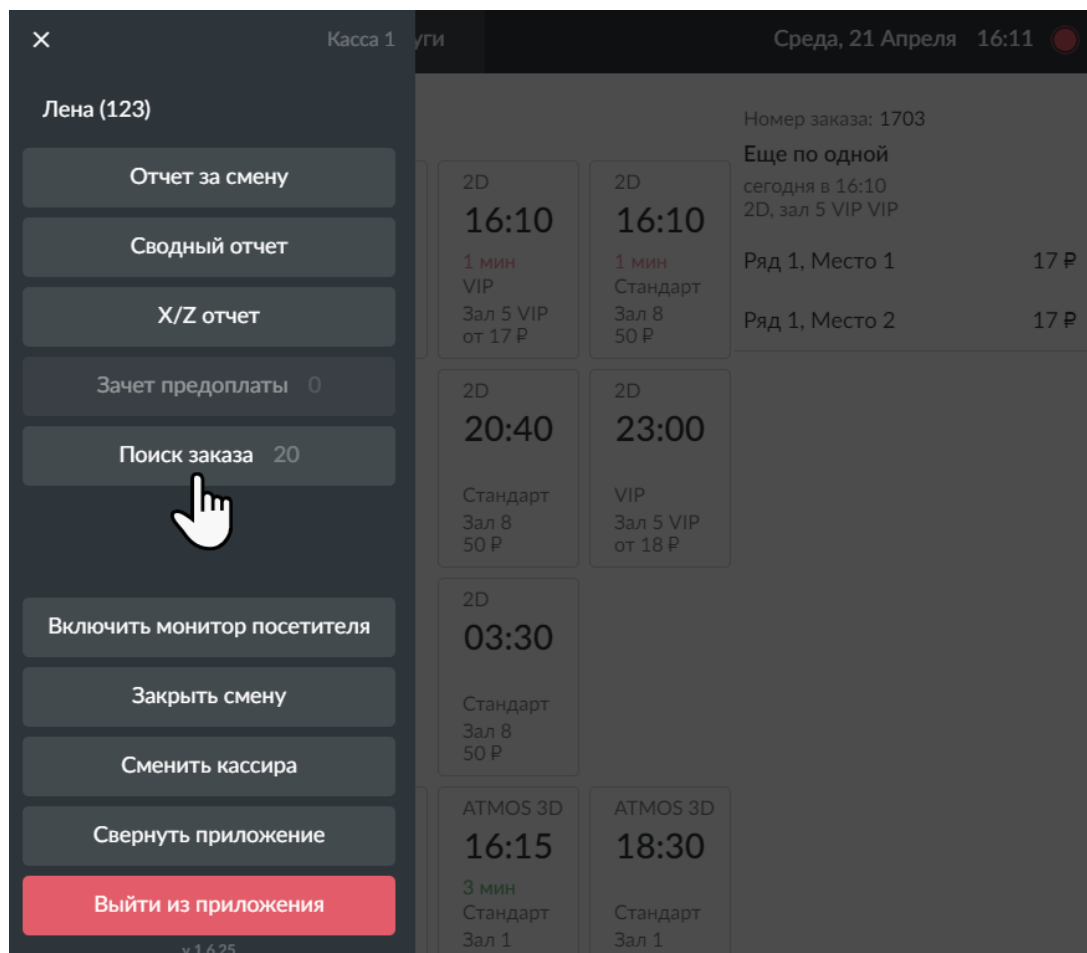 Касса 1
Лена (123)
Отчет за смену
Сводный отчет
X/Z отчет
Зачет предоплаты 0
Поиск заказа 20
Включить монитор посетителя
Закрыть смену
Сменить кассира
Свернуть приложение
Выйти из приложения
v 1.6.25
уги
Среда, 21 Апреля 16:11
2D
16:10
1 мин
VIP
Зал 5 VIP
от 17 ₽
2D
16:10
1 мин
Стандарт
Зал 8
50 ₽
2D
20:40
Стандарт
Зал 8
50 ₽
2D
23:00
VIP
Зал 5 VIP
от 18 ₽
2D
03:30
Стандарт
Зал 8
50 ₽
ATMOS 3D
16:15
3 мин
Стандарт
Зал 1
ATMOS 3D
18:30
Стандарт
Зал 1
Номер заказа: 1703
Еще по одной
сегодня в 16:10
2D, зал 5 VIP VIP
Ряд 1, Место 1 17 ₽
Ряд 1, Место 2 17 ₽